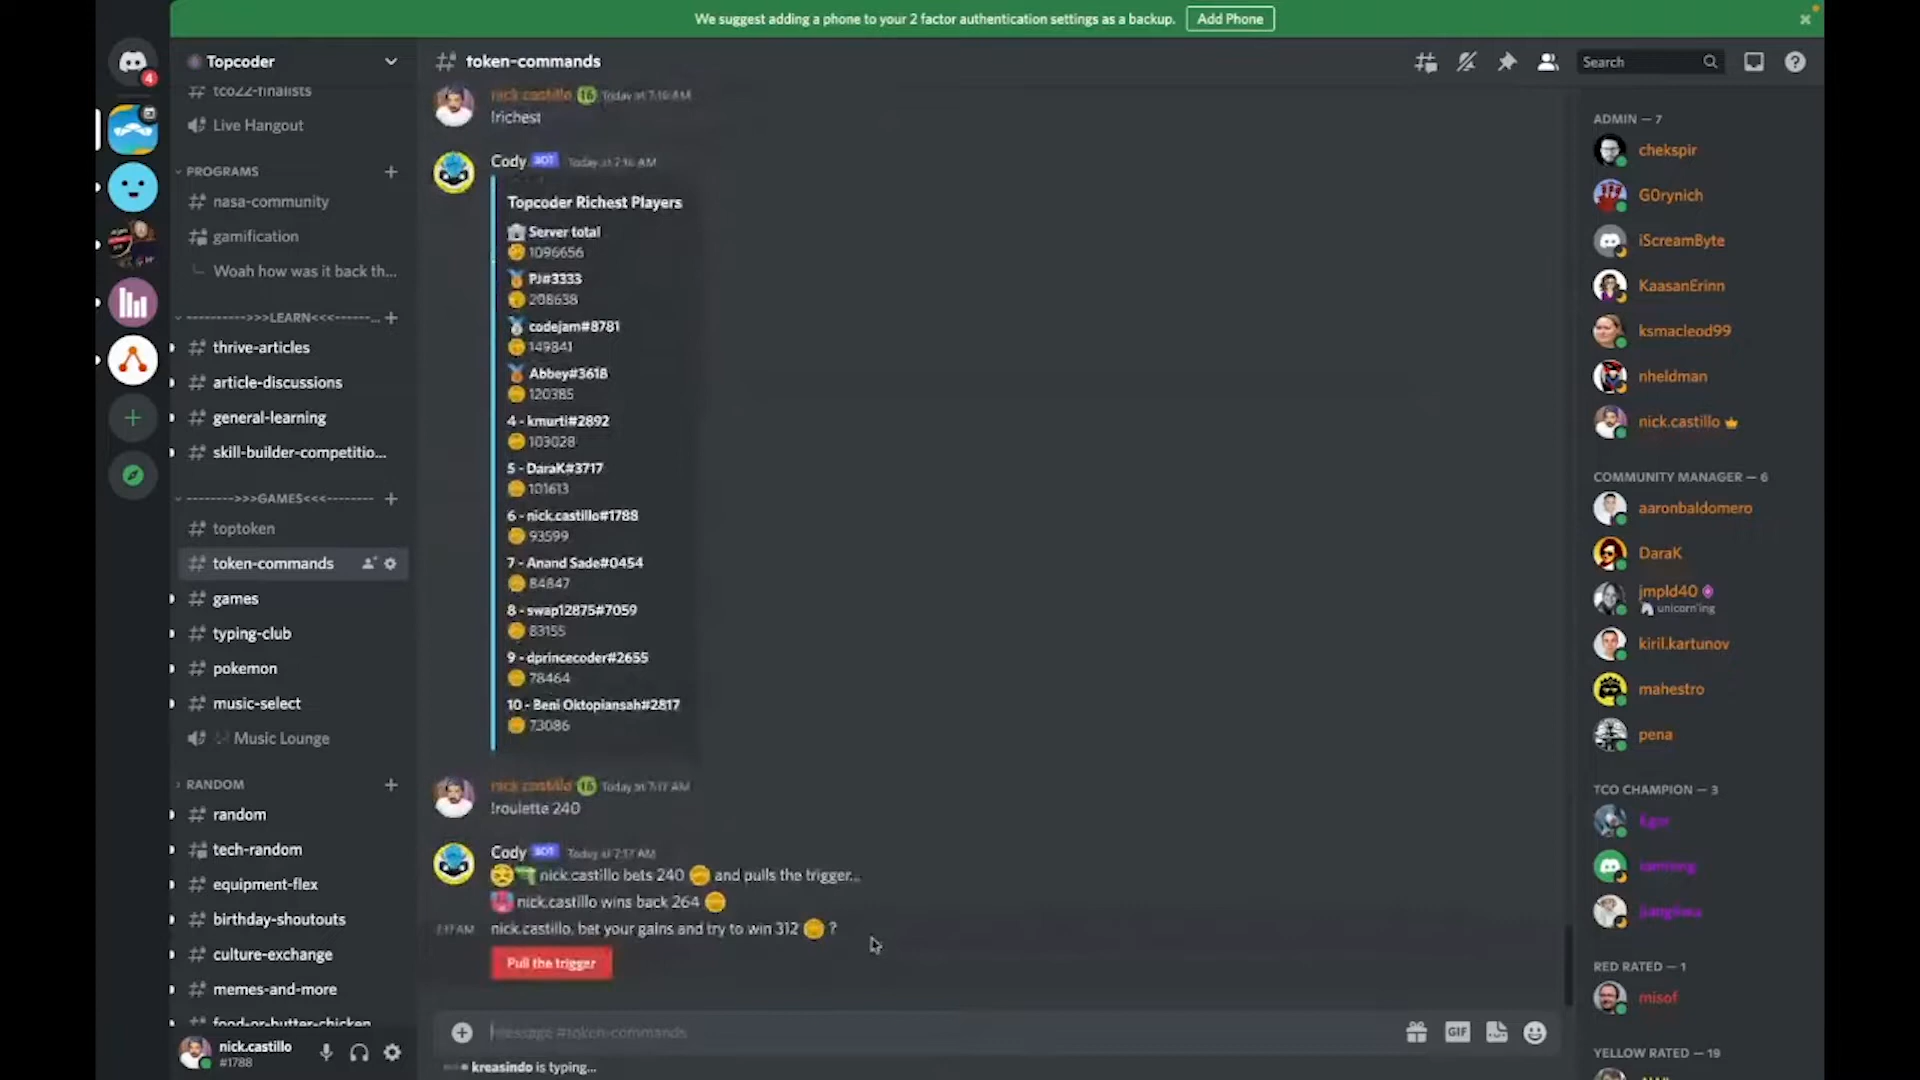 We suggest adding a phone to your 2 factor authentication settings as a backup.
Add Phone
4
Topcoder
tco22-finalists
Live Hangout
PROGRAMS
nasa-community
gamification
Woah how was it back th...
---------->>>LEARN<<<------...
thrive-articles
article-discussions
general-learning
skill-builder-competitio...
-------->>>GAMES<<<--------
toptoken
token-commands
games
typing-club
pokemon
music-select
Music Lounge
RANDOM
random
tech-random
equipment-flex
birthday-shoutouts
culture-exchange
memes-and-more
food-or-butter-chicken
nick.castillo
#1788
token-commands
Search
nick.castillo 16 Today at 7:16 AM
!richest
Cody BOT Today at 7:16 AM
Topcoder Richest Players
Server total
1096656
PJ#3333
208638
codejam#8781
149841
Abbey#3618
120385
4 - kmurti#2892
103028
5 - DaraK#3717
101613
6 - nick.castillo#1788
93599
7 - Anand Sade#0454
84847
8 - swap12875#7059
83155
9 - dprincecoder#2655
78464
10 - Beni Oktopiansah#2817
73086
nick.castillo 16 Today at 7:17 AM
!roulette 240
Cody BOT Today at 7:17 AM
nick.castillo bets 240 and pulls the trigger...
nick.castillo wins back 264
7:17 AM nick.castillo, bet your gains and try to win 312 ?
Pull the trigger
Message #token-commands
GIF
kreasindo is typing...
ADMIN — 7
chekspir
G0rynich
iScreamByte
KaasanErinn
ksmacleod99
nheldman
nick.castillo
COMMUNITY MANAGER — 6
aaronbaldomero
DaraK
jmpld40
unicorn'ing
kiril.kartunov
mahestro
pena
TCO CHAMPION — 3
Egor
RED RATED — 1
misof
YELLOW RATED — 19